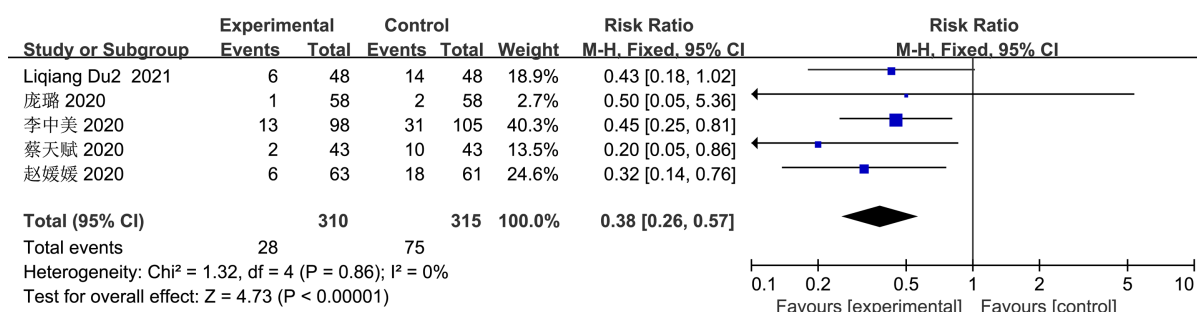 Experimental Control Risk Ratio Risk Ratio
Study or Subgroup Events Total Events Total Weight M-H, Fixed, 95% CI M-H, Fixed, 95% CI
Liqiang Du2 2021 6 48 14 48 18.9% 0.43 [0.18, 1.02]
庞璐 2020 1 58 2 58 2.7% 0.50 [0.05, 5.36]
李中美 2020 13 98 31 105 40.3% 0.45 [0.25, 0.81]
蔡天赋 2020 2 43 10 43 13.5% 0.20 [0.05, 0.86]
赵媛媛 2020 6 63 18 61 24.6% 0.32 [0.14, 0.76]
Total (95% CI) 310 315 100.0% 0.38 [0.26, 0.57]
Total events 28 75
Heterogeneity: Chi² = 1.32, df = 4 (P = 0.86); I² = 0%
Test for overall effect: Z = 4.73 (P < 0.00001)
0.1 0.2 0.5 1 2 5 10
Favours [experimental] Favours [control]